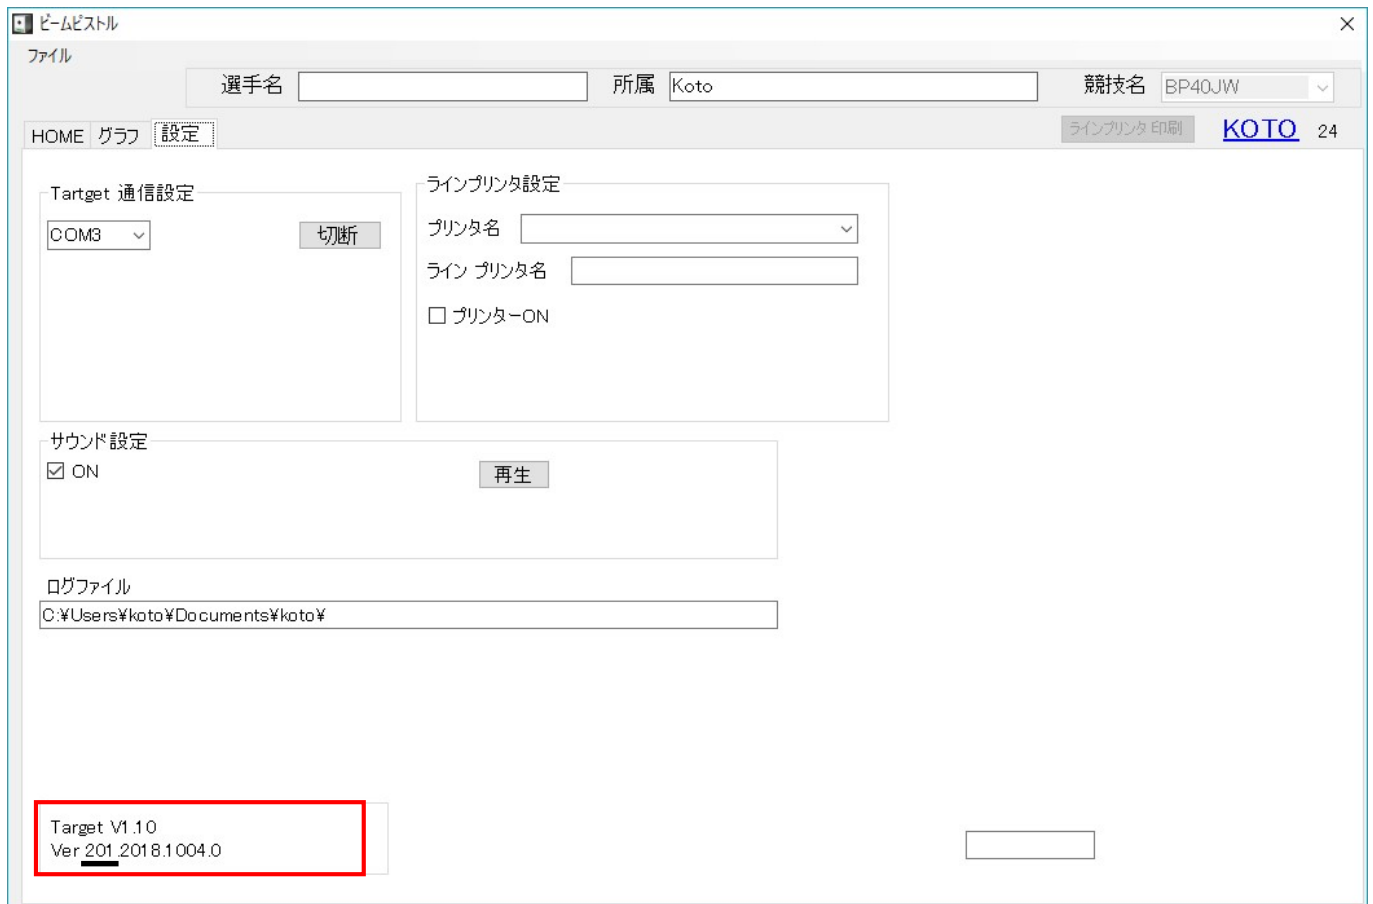 ビームピストル
ファイル
選手名 所属 Koto 競技名 BP40JW
HOME グラフ 設定 ラインプリンタ 印刷 KOTO 24
Tartget 通信設定
COM3 切断
ラインプリンタ設定
プリンタ名
ライン プリンタ名
プリンターON
サウンド設定
ON 再生
ログファイル
C:¥Users¥koto¥Documents¥koto¥
Target V1.10
Ver 201.2018.1004.0